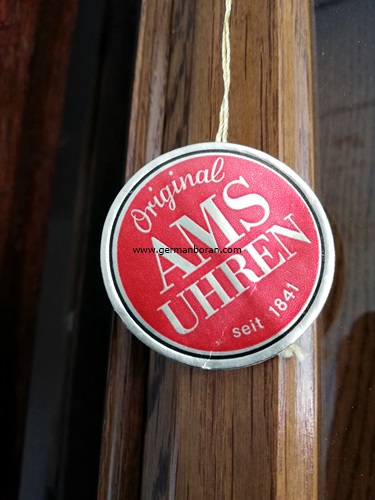 Original
AMS
www.germanboran.com
UHREN
seit 1841